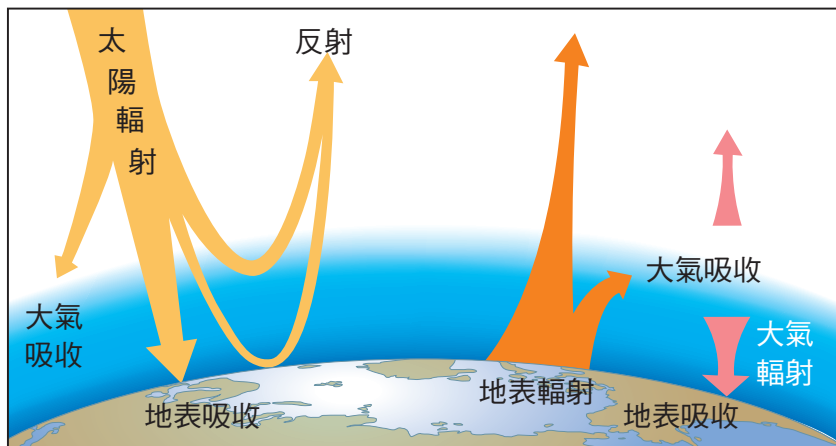 太陽輻射
反射
大氣
吸收
地表吸收
地表輻射
大氣吸收
大氣
輻射
地表吸收